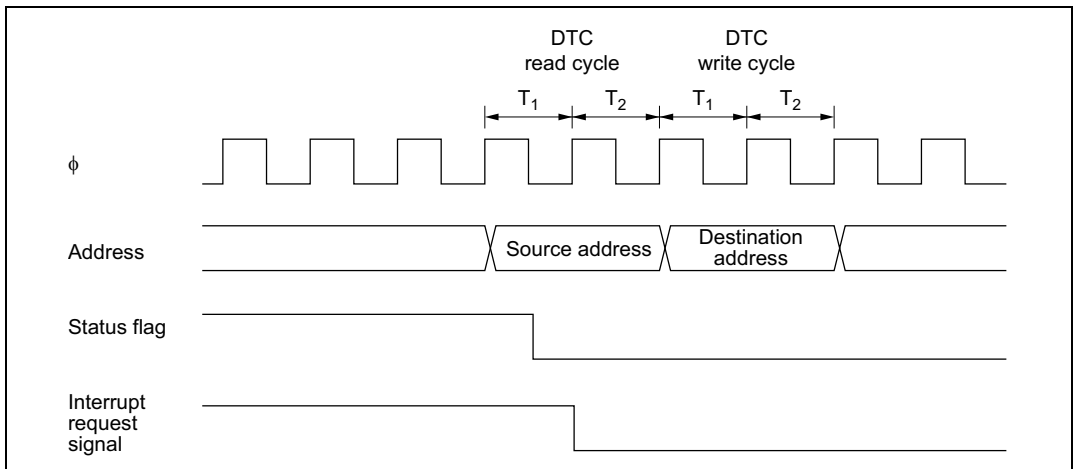 DTC
read cycle
DTC
write cycle
T1
T2
T1
T2
ϕ
Address
Source address
Destination
address
Status flag
Interrupt
request
signal